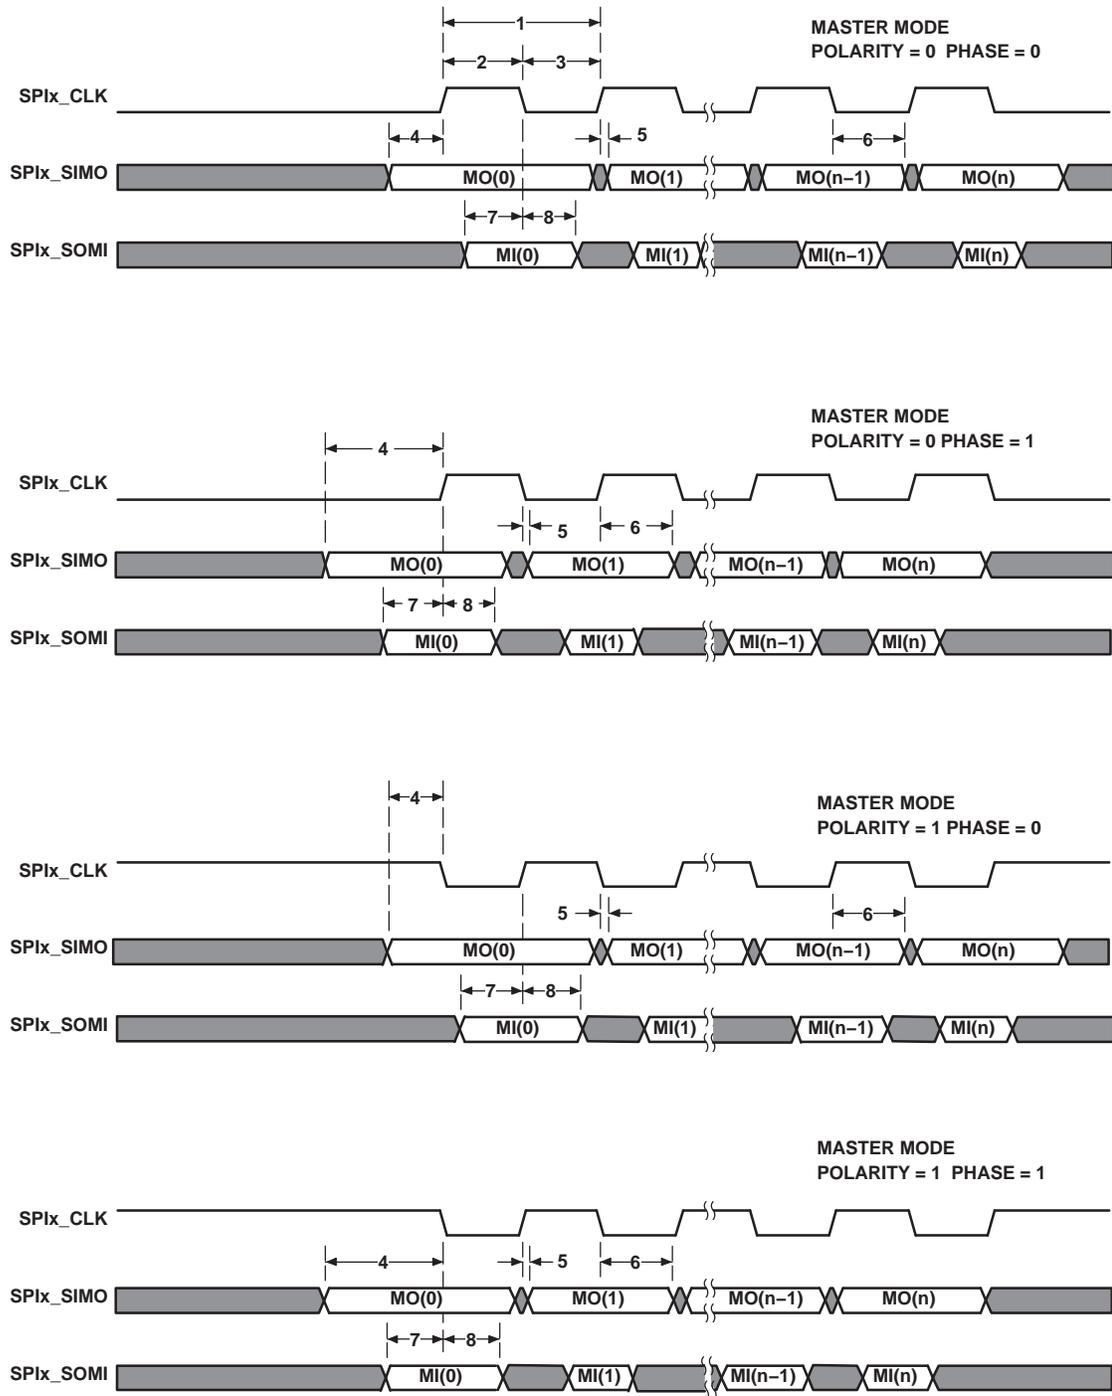 1
MASTER MODE
POLARITY = 0 PHASE = 0
2 3
SPIx_CLK
4 5 6
SPIx_SIMO MO(0) MO(1) MO(n−1) MO(n)
7 8
SPIx_SOMI MI(0) MI(1) MI(n−1) MI(n)
MASTER MODE
POLARITY = 0 PHASE = 1
4
SPIx_CLK
5 6
SPIx_SIMO MO(0) MO(1) MO(n−1) MO(n)
7 8
SPIx_SOMI MI(0) MI(1) MI(n−1) MI(n)
4
MASTER MODE
POLARITY = 1 PHASE = 0
SPIx_CLK
5 6
SPIx_SIMO MO(0) MO(1) MO(n−1) MO(n)
7 8
SPIx_SOMI MI(0) MI(1) MI(n−1) MI(n)
MASTER MODE
POLARITY = 1 PHASE = 1
SPIx_CLK
4 5 6
SPIx_SIMO MO(0) MO(1) MO(n−1) MO(n)
7 8
SPIx_SOMI MI(0) MI(1) MI(n−1) MI(n)